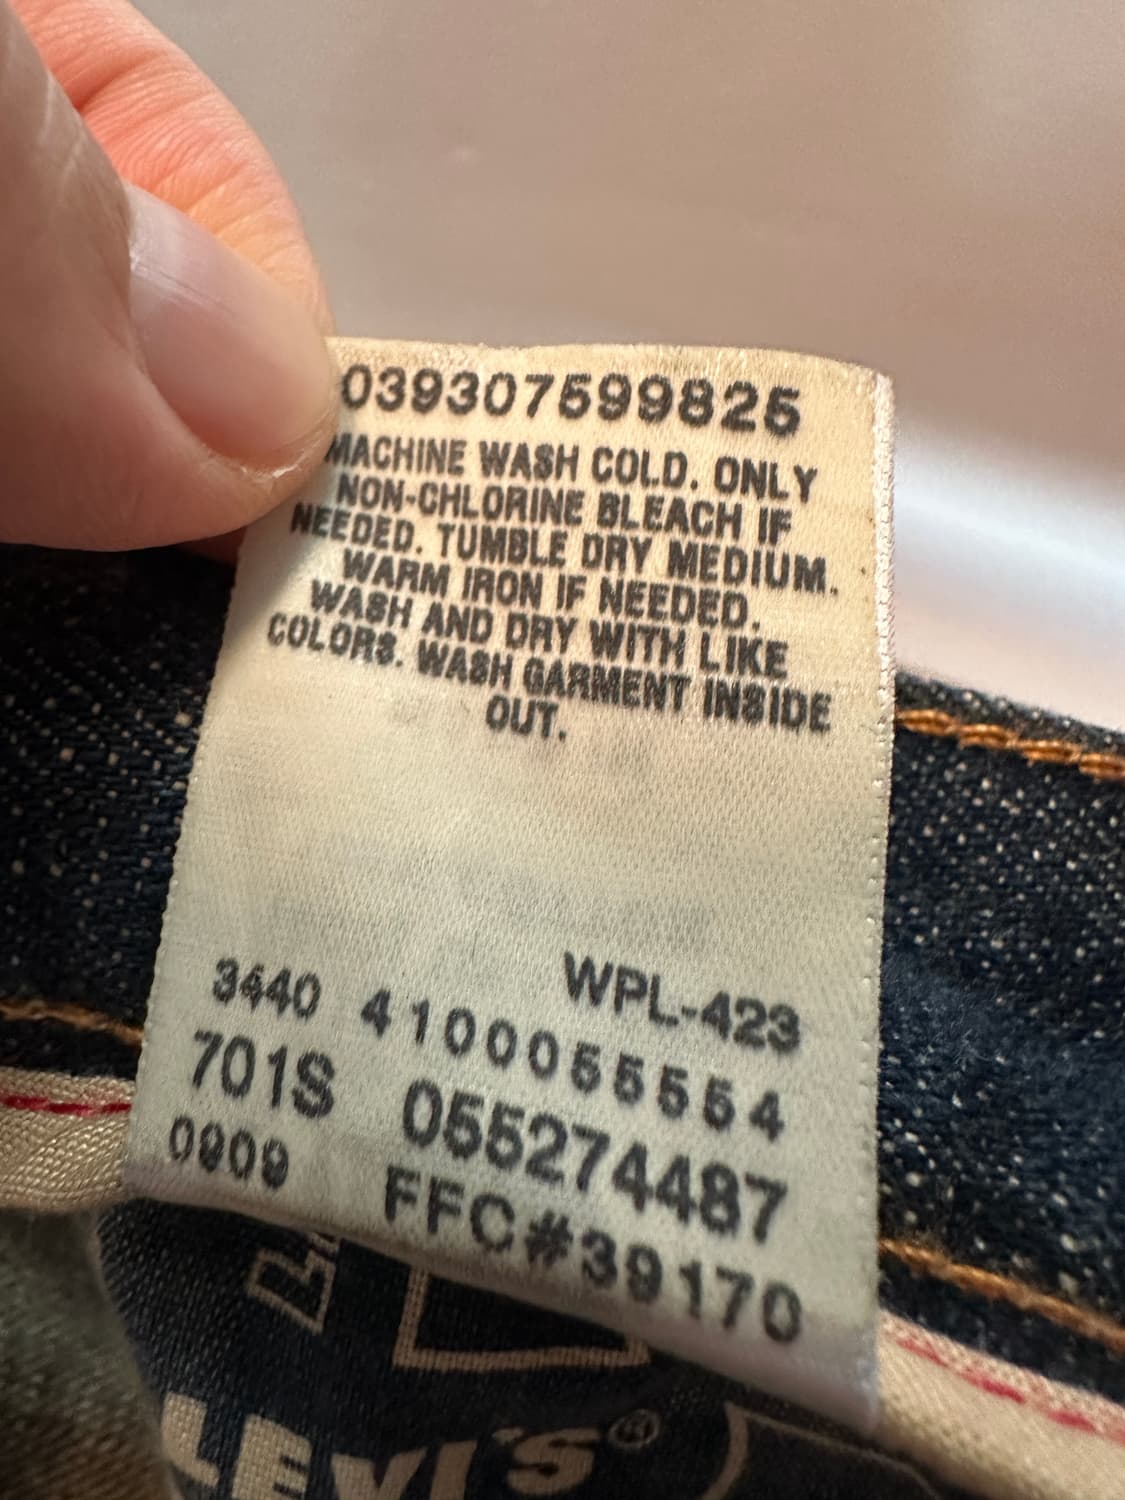 039307599825
MACHINE WASH COLD. ONLY
NON-CHLORINE BLEACH IF
NEEDED. TUMBLE DRY MEDIUM.
WARM IRON IF NEEDED.
WASH AND DRY WITH LIKE
COLORS. WASH GARMENT INSIDE
OUT.
WPL-423
3440 4100055554
701S 055274487
0909 FFC#39170
LEVI'S®